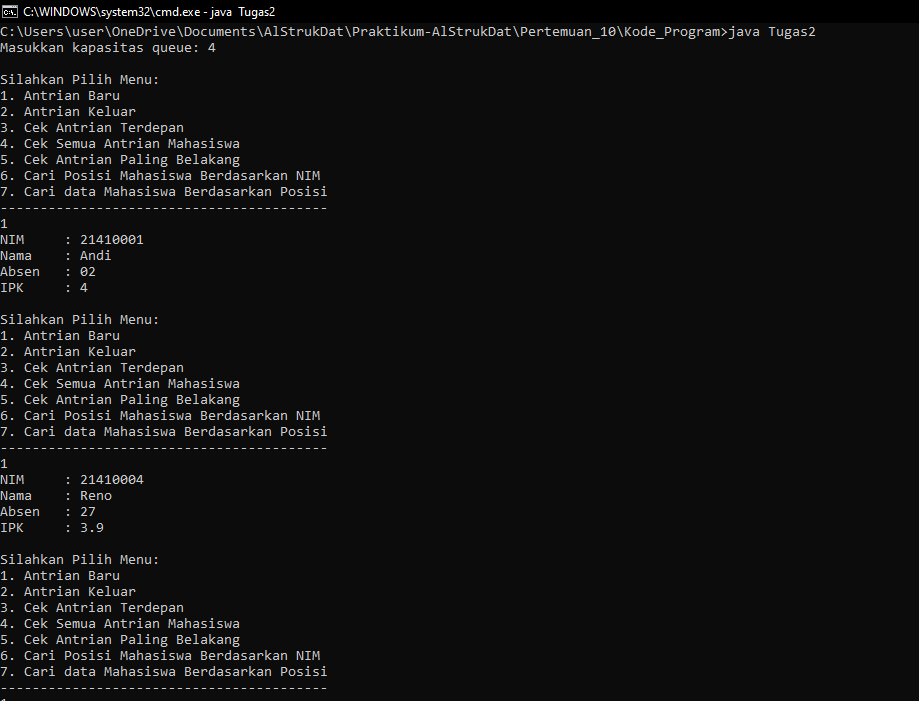 C:\WINDOWS\system32\cmd.exe - java  Tugas2
C:\Users\user\OneDrive\Documents\AlStrukDat\Praktikum-AlStrukDat\Pertemuan_10\Kode_Program>java Tugas2
Masukkan kapasitas queue: 4

Silahkan Pilih Menu:
1. Antrian Baru
2. Antrian Keluar
3. Cek Antrian Terdepan
4. Cek Semua Antrian Mahasiswa
5. Cek Antrian Paling Belakang
6. Cari Posisi Mahasiswa Berdasarkan NIM
7. Cari data Mahasiswa Berdasarkan Posisi
-----------------------------------------
1
NIM     : 21410001
Nama    : Andi
Absen   : 02
IPK     : 4

Silahkan Pilih Menu:
1. Antrian Baru
2. Antrian Keluar
3. Cek Antrian Terdepan
4. Cek Semua Antrian Mahasiswa
5. Cek Antrian Paling Belakang
6. Cari Posisi Mahasiswa Berdasarkan NIM
7. Cari data Mahasiswa Berdasarkan Posisi
-----------------------------------------
1
NIM     : 21410004
Nama    : Reno
Absen   : 27
IPK     : 3.9

Silahkan Pilih Menu:
1. Antrian Baru
2. Antrian Keluar
3. Cek Antrian Terdepan
4. Cek Semua Antrian Mahasiswa
5. Cek Antrian Paling Belakang
6. Cari Posisi Mahasiswa Berdasarkan NIM
7. Cari data Mahasiswa Berdasarkan Posisi
-----------------------------------------